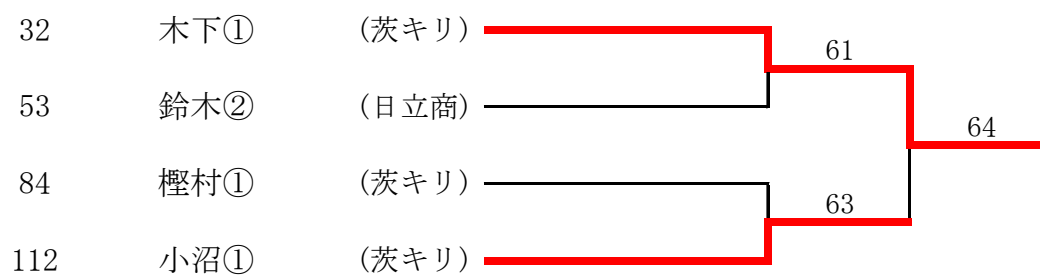 32 木下① (茨キリ)
61
53 鈴木② (日立商)
64
84 樫村① (茨キリ)
63
112 小沼① (茨キリ)